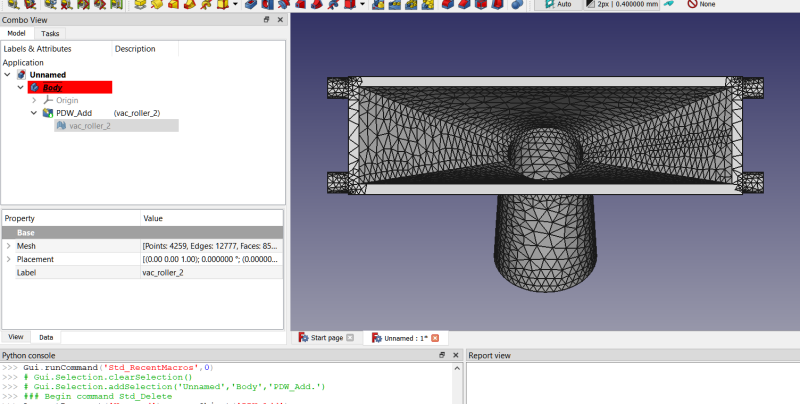 Auto
2px | 0.400000 mm
None
Combo View
Model
Tasks
Labels & Attributes
Description
Application
Unnamed
Body
Origin
PDW_Add
(vac_roller_2)
vac_roller_2
Property
Value
Base
Mesh
[Points: 4259, Edges: 12777, Faces: 85...
Placement
[(0.00 0.00 1.00); 0.000000 °; (0.00000...
Label
vac_roller_2
View
Data
Start page
Unnamed : 1*
Python console
Report view
>>> Gui.runCommand('Std_RecentMacros',0)
>>> # Gui.Selection.clearSelection()
>>> # Gui.Selection.addSelection('Unnamed','Body','PDW_Add.')
>>> ### Begin command Std_Delete